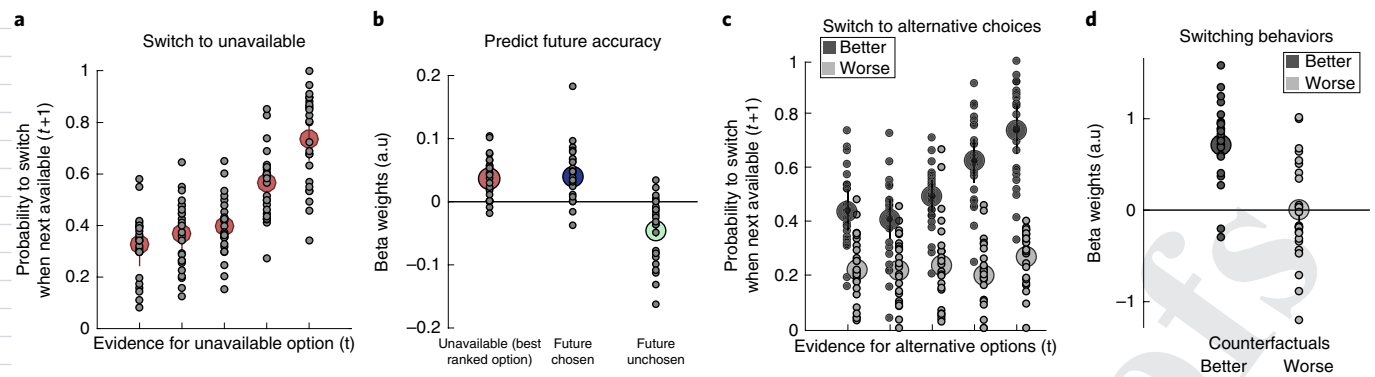 a
Switch to unavailable
Probability to switch
when next available (t+1)
1
0.8
0.6
0.4
0.2
0
Evidence for unavailable option (t)
b
Predict future accuracy
Beta weights (a.u)
0.2
0.1
0
–0.1
–0.2
Unavailable (best
ranked option)
Future
chosen
Future
unchosen
c
Switch to alternative choices
Better
Worse
Probability to switch
when next available (t+1)
1
0.8
0.6
0.4
0.2
0
Evidence for alternative options (t)
d
Switching behaviors
Better
Worse
Beta weights (a.u)
1
0
–1
Counterfactuals
Better Worse
ofs